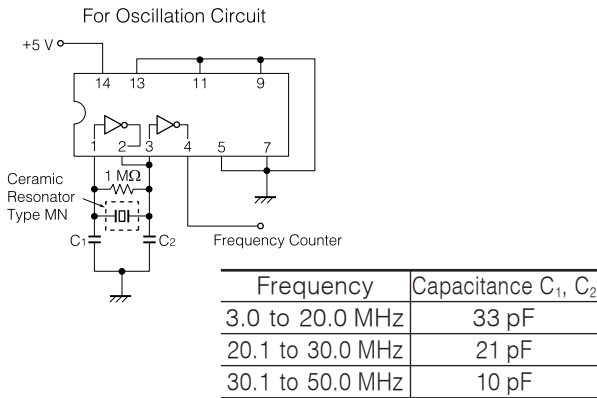 For Oscillation Circuit
+5 V
14 13 11 9
1 2 3 4 5 7
1 MΩ
Ceramic
Resonator
Type MN
C₁ C₂
Frequency Counter
Frequency Capacitance C₁, C₂
3.0 to 20.0 MHz 33 pF
20.1 to 30.0 MHz 21 pF
30.1 to 50.0 MHz 10 pF